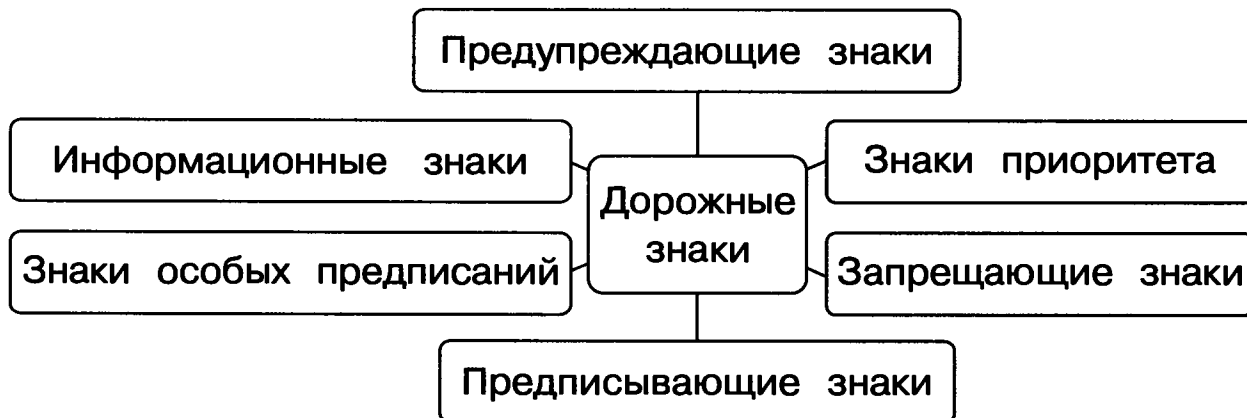 Предупреждающие знаки
Информационные знаки
Знаки приоритета
Дорожные
знаки
Знаки особых предписаний
Запрещающие знаки
Предписывающие знаки